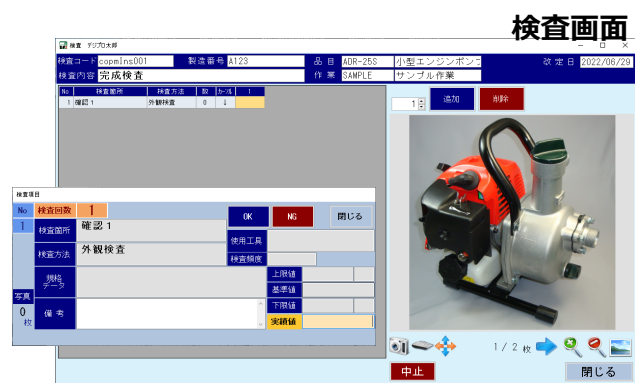 検査画面
検査 デジプロ太郎
検査コード copmIns001 製造番号 A123 品目 ADR-25S 小型エンジンポンプ 改定日 2022/06/29
検査内容 完成検査 作業 SAMPLE サンプル作業
No 検査箇所 検査方法 数 カーソル 1
1 確認1 外観検査 0 ↓
1 追加 削除
検査項目
No 検査回数 1 OK NG 閉じる
1 検査箇所 確認1 使用工具
検査方法 外観検査 検査頻度
規格データ 上限値
基準値
写真 下限値
0枚 備考 実績値
1 / 2 枚
中止 閉じる